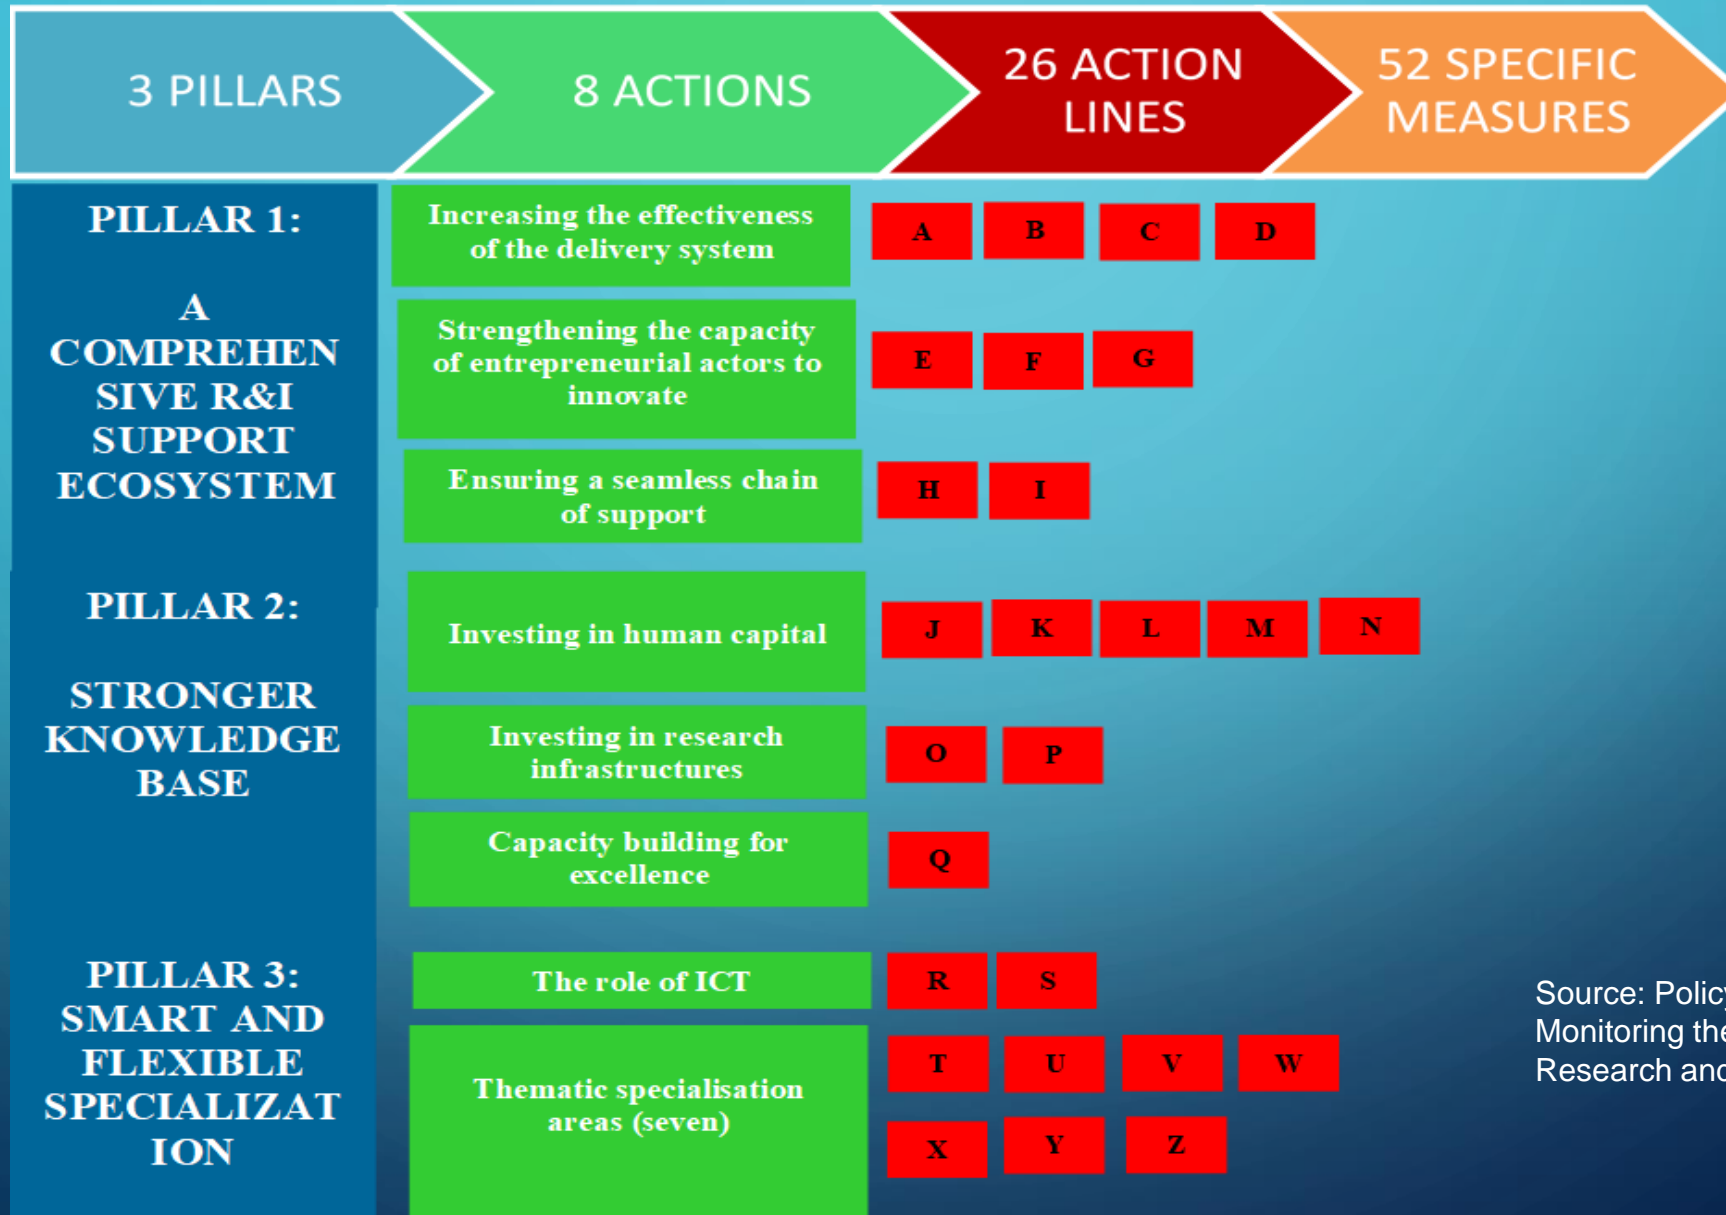 3 PILLARS
8 ACTIONS
26 ACTION
LINES
52 SPECIFIC
MEASURES
PILLAR 1:
A
COMPREHEN
SIVE R&I
SUPPORT
ECOSYSTEM
Increasing the effectiveness
of the delivery system
A B C D
Strengthening the capacity
of entrepreneurial actors to
innovate
E F G
Ensuring a seamless chain
of support
H I
PILLAR 2:
STRONGER
KNOWLEDGE
BASE
Investing in human capital
J K L M N
Investing in research
infrastructures
O P
Capacity building for
excellence
Q
PILLAR 3:
SMART AND
FLEXIBLE
SPECIALIZAT
ION
The role of ICT
R S
Thematic specialisation
areas (seven)
T U V W
X Y Z
Source: Policy
Monitoring the
Research and